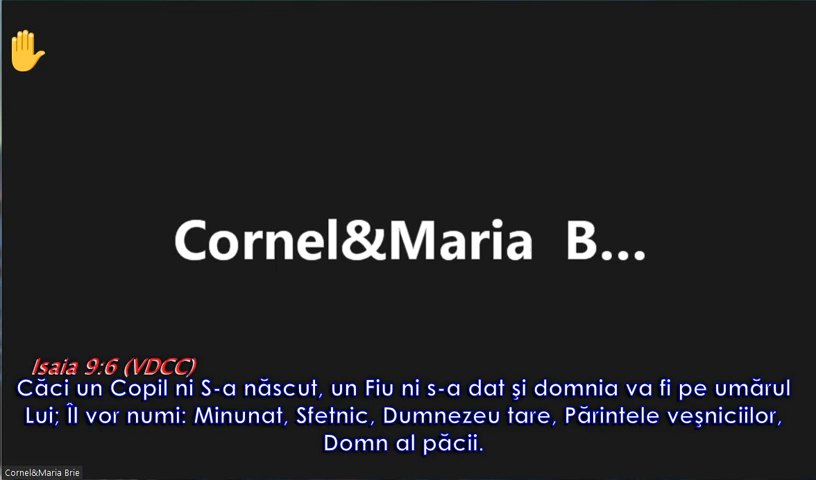 Cornel&Maria B...
Isaia 9:6 (VDCC)
Căci un Copil ni S-a născut, un Fiu ni s-a dat şi domnia va fi pe umărul
Lui; Îl vor numi: Minunat, Sfetnic, Dumnezeu tare, Părintele veşniciilor,
Domn al păcii.
Cornel&Maria Brie